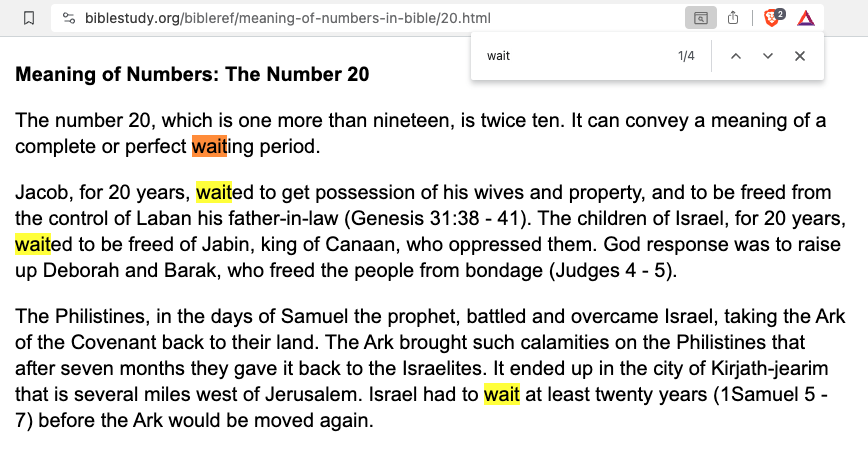 biblestudy.org/bibleref/meaning-of-numbers-in-bible/20.html
2
wait
1/4
Meaning of Numbers: The Number 20
The number 20, which is one more than nineteen, is twice ten. It can convey a meaning of a
complete or perfect waiting period.
Jacob, for 20 years, waited to get possession of his wives and property, and to be freed from
the control of Laban his father-in-law (Genesis 31:38 - 41). The children of Israel, for 20 years,
waited to be freed of Jabin, king of Canaan, who oppressed them. God response was to raise
up Deborah and Barak, who freed the people from bondage (Judges 4 - 5).
The Philistines, in the days of Samuel the prophet, battled and overcame Israel, taking the Ark
of the Covenant back to their land. The Ark brought such calamities on the Philistines that
after seven months they gave it back to the Israelites. It ended up in the city of Kirjath-jearim
that is several miles west of Jerusalem. Israel had to wait at least twenty years (1Samuel 5 -
7) before the Ark would be moved again.